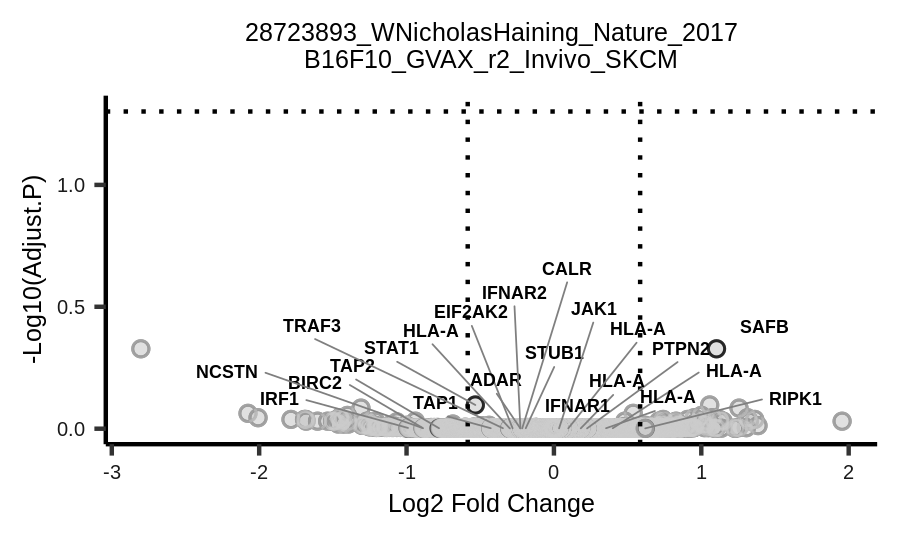 28723893_WNicholasHaining_Nature_2017
B16F10_GVAX_r2_Invivo_SKCM
-Log10(Adjust.P)
1.0
0.5
0.0
CALR
IFNAR2
EIF2AK2
JAK1
TRAF3
HLA-A
HLA-A
SAFB
STAT1
STUB1
PTPN2
NCSTN
TAP2
HLA-A
BIRC2
ADAR
HLA-A
IRF1
TAP1
IFNAR1
HLA-A
RIPK1
-3
-2
-1
0
1
2
Log2 Fold Change